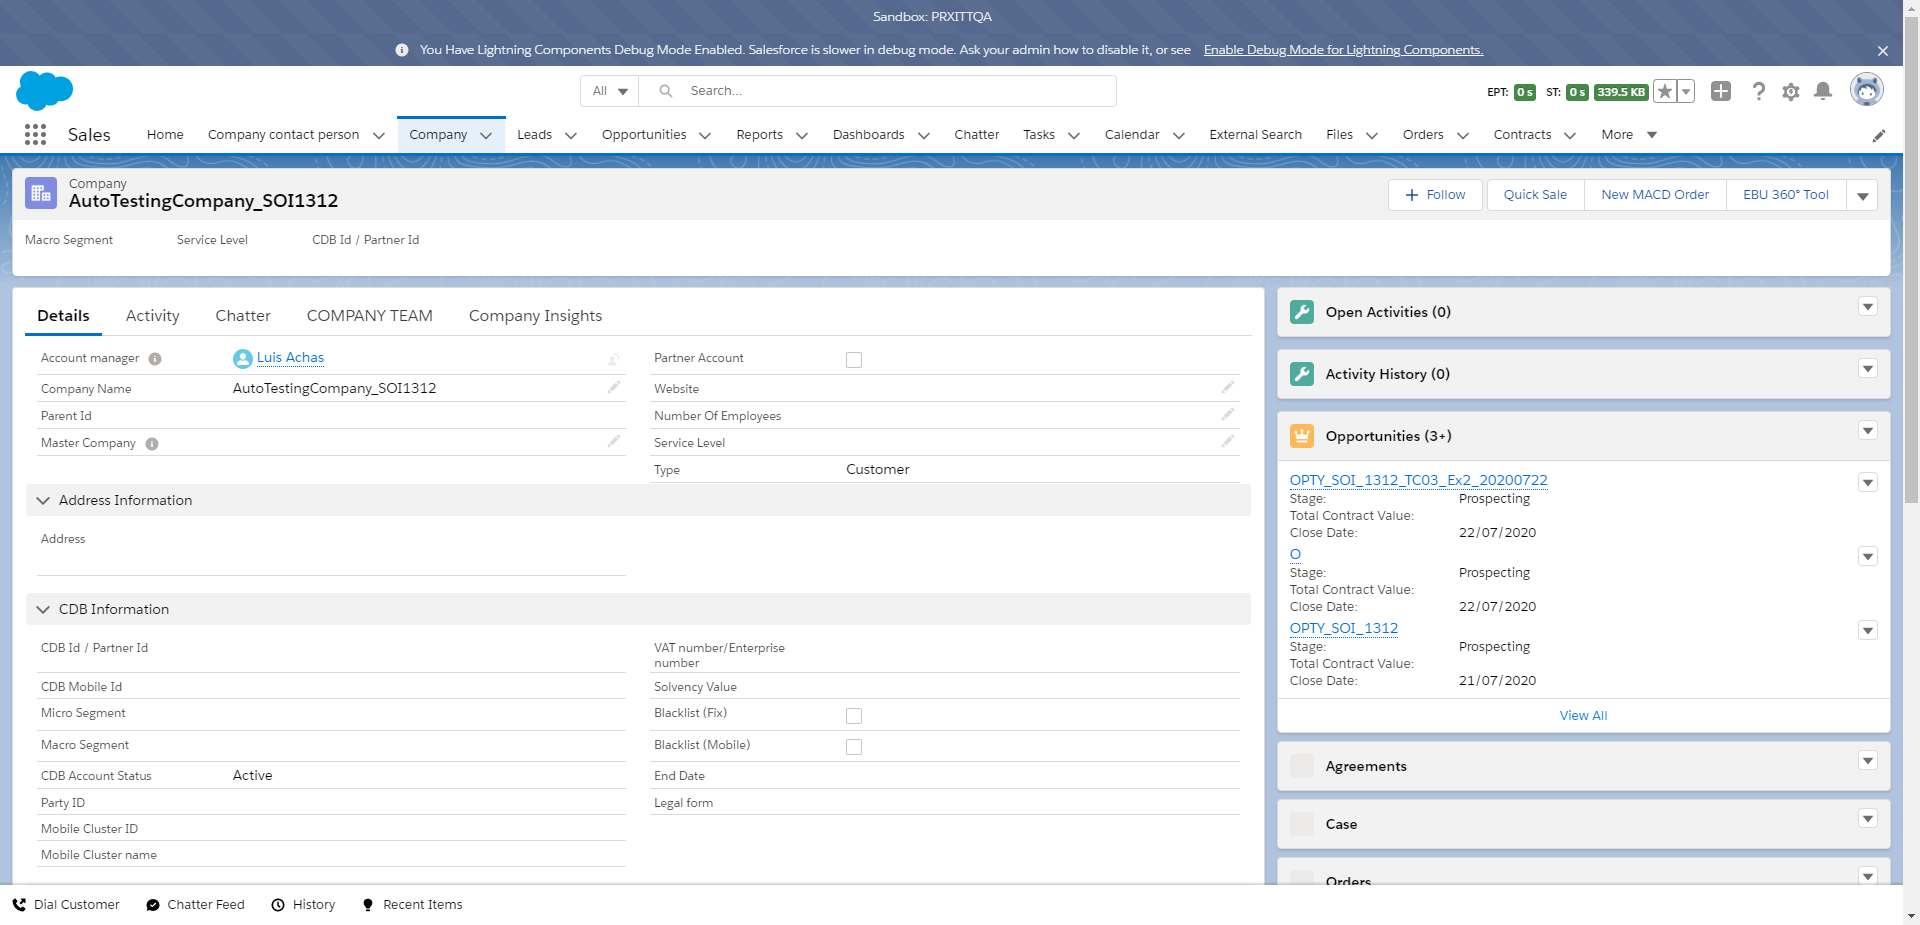 Sandbox: PRXITTQA
You Have Lightning Components Debug Mode Enabled. Salesforce is slower in debug mode. Ask your admin how to disable it, or see Enable Debug Mode for Lightning Components.
All Search...
EPT: 0 s ST: 0 s 339.5 KB
Sales Home Company contact person Company Leads Opportunities Reports Dashboards Chatter Tasks Calendar External Search Files Orders Contracts More
Company
AutoTestingCompany_SOI1312
Follow Quick Sale New MACD Order EBU 360° Tool
Macro Segment Service Level CDB Id / Partner Id
Details Activity Chatter COMPANY TEAM Company Insights
Account manager Luis Achas
Company Name AutoTestingCompany_SOI1312
Parent Id
Master Company
Partner Account
Website
Number Of Employees
Service Level
Type Customer
Address Information
Address
CDB Information
CDB Id / Partner Id
CDB Mobile Id
Micro Segment
Macro Segment
CDB Account Status Active
Party ID
Mobile Cluster ID
Mobile Cluster name
VAT number/Enterprise
number
Solvency Value
Blacklist (Fix)
Blacklist (Mobile)
End Date
Legal form
Open Activities (0)
Activity History (0)
Opportunities (3+)
OPTY_SOI_1312_TC03_Ex2_20200722
Stage: Prospecting
Total Contract Value:
Close Date: 22/07/2020
O
Stage: Prospecting
Total Contract Value:
Close Date: 22/07/2020
OPTY_SOI_1312
Stage: Prospecting
Total Contract Value:
Close Date: 21/07/2020
View All
Agreements
Case
Orders
Dial Customer Chatter Feed History Recent Items